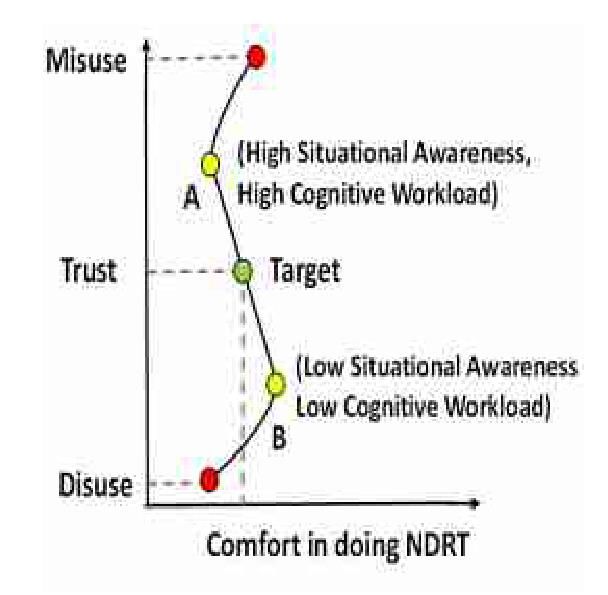 Misuse
(High Situational Awareness,
A High Cognitive Workload)
Trust Target
(Low Situational Awareness
Low Cognitive Workload)
B
Disuse
Comfort in doing NDRT